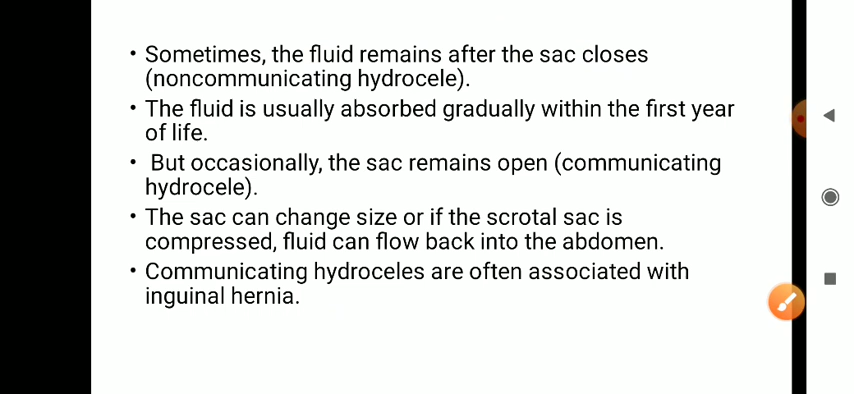 • Sometimes, the fluid remains after the sac closes
(noncommunicating hydrocele).
• The fluid is usually absorbed gradually within the first year
of life.
• But occasionally, the sac remains open (communicating
hydrocele).
• The sac can change size or if the scrotal sac is
compressed, fluid can flow back into the abdomen.
• Communicating hydroceles are often associated with
inguinal hernia.